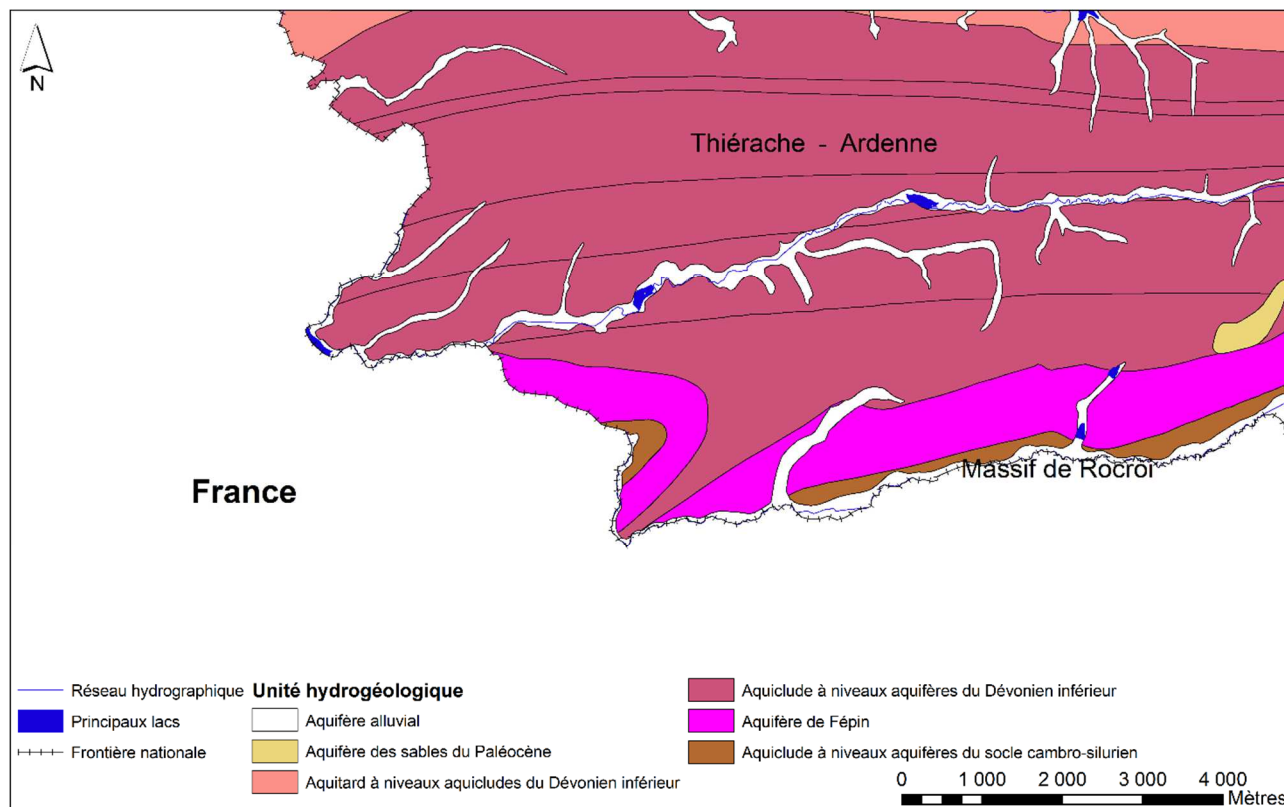 N
Thiérache - Ardenne
Massif de Rocroi
France
Réseau hydrographique
Principaux lacs
Frontière nationale
Unité hydrogéologique
Aquifère alluvial
Aquifère des sables du Paléocène
Aquitard à niveaux aquicludes du Dévonien inférieur
Aquiclude à niveaux aquifères du Dévonien inférieur
Aquifère de Fépin
Aquiclude à niveaux aquifères du socle cambro-silurien
0 1 000 2 000 3 000 4 000
Mètres